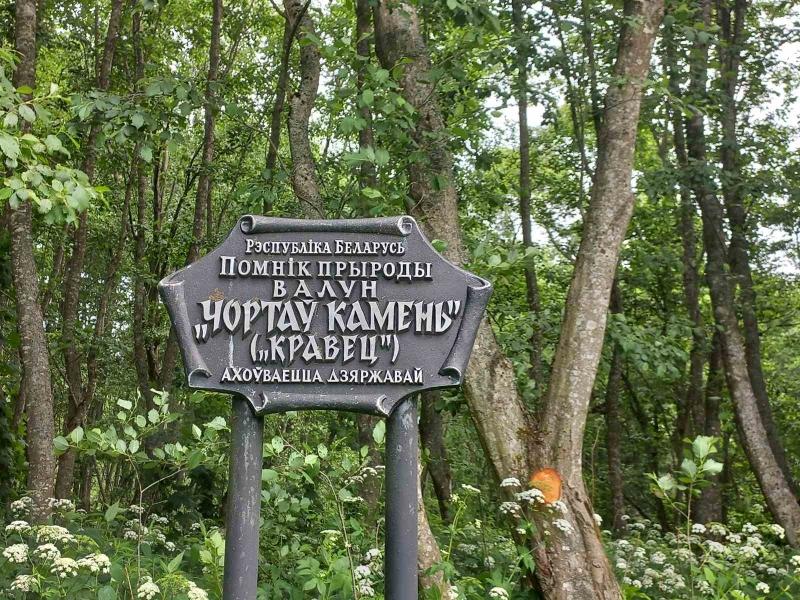 Рэспубліка Беларусь
Помнік прыроды
валун
„Чортаў камень"
(„Кравец")
ахоўваецца дзяржавай